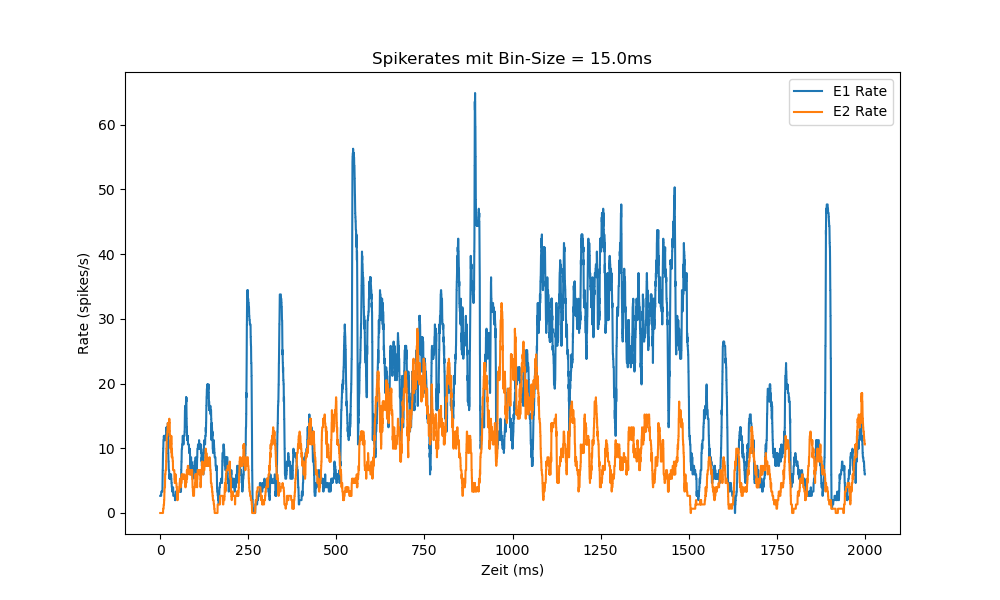 Spikerates mit Bin-Size = 15.0ms
E1 Rate
E2 Rate
Rate (spikes/s)
60
50
40
30
20
10
0
0 250 500 750 1000 1250 1500 1750 2000
Zeit (ms)